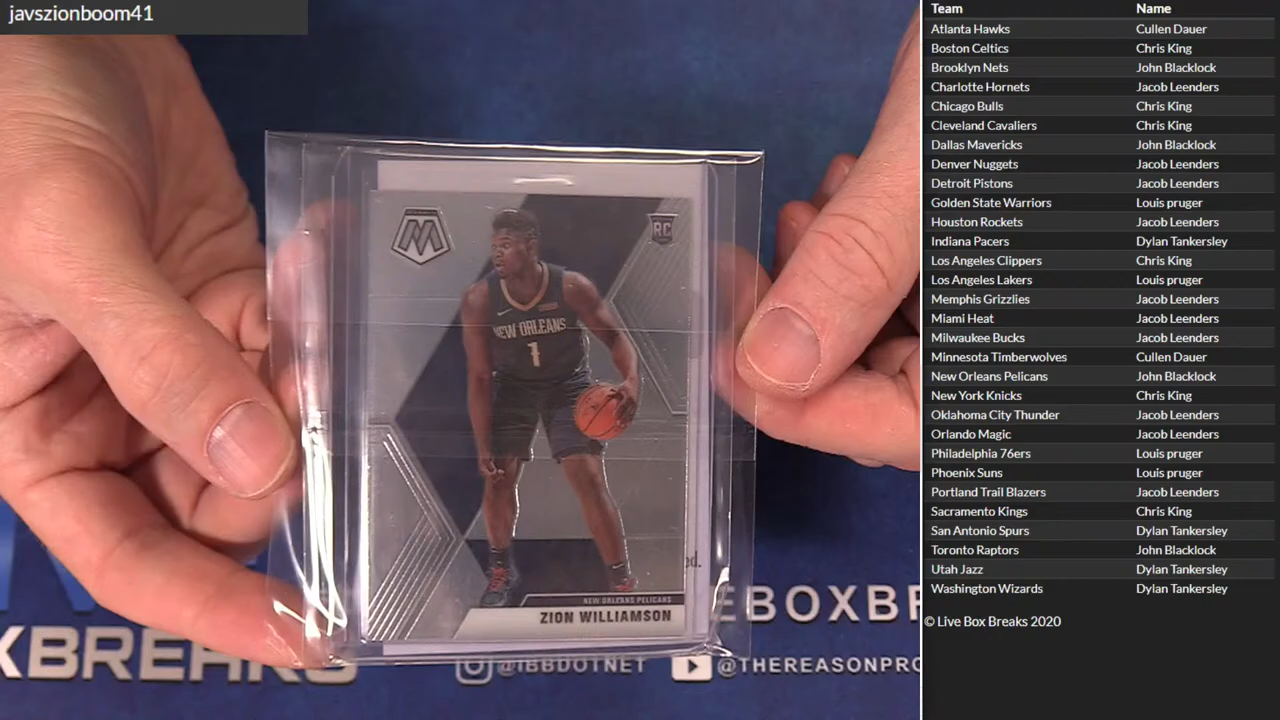 javszionboom41
M
RC
NEW ORLEANS
1
ed.
NEW ORLEANS PELICANS
ZION WILLIAMSON
EBOXBR
XBREAKS
@IBBDOTNET
@THEREASONPRO
Team Name
Atlanta Hawks Cullen Dauer
Boston Celtics Chris King
Brooklyn Nets John Blacklock
Charlotte Hornets Jacob Leenders
Chicago Bulls Chris King
Cleveland Cavaliers Chris King
Dallas Mavericks John Blacklock
Denver Nuggets Jacob Leenders
Detroit Pistons Jacob Leenders
Golden State Warriors Louis pruger
Houston Rockets Jacob Leenders
Indiana Pacers Dylan Tankersley
Los Angeles Clippers Chris King
Los Angeles Lakers Louis pruger
Memphis Grizzlies Jacob Leenders
Miami Heat Jacob Leenders
Milwaukee Bucks Jacob Leenders
Minnesota Timberwolves Cullen Dauer
New Orleans Pelicans John Blacklock
New York Knicks Chris King
Oklahoma City Thunder Jacob Leenders
Orlando Magic Jacob Leenders
Philadelphia 76ers Louis pruger
Phoenix Suns Louis pruger
Portland Trail Blazers Jacob Leenders
Sacramento Kings Chris King
San Antonio Spurs Dylan Tankersley
Toronto Raptors John Blacklock
Utah Jazz Dylan Tankersley
Washington Wizards Dylan Tankersley
© Live Box Breaks 2020